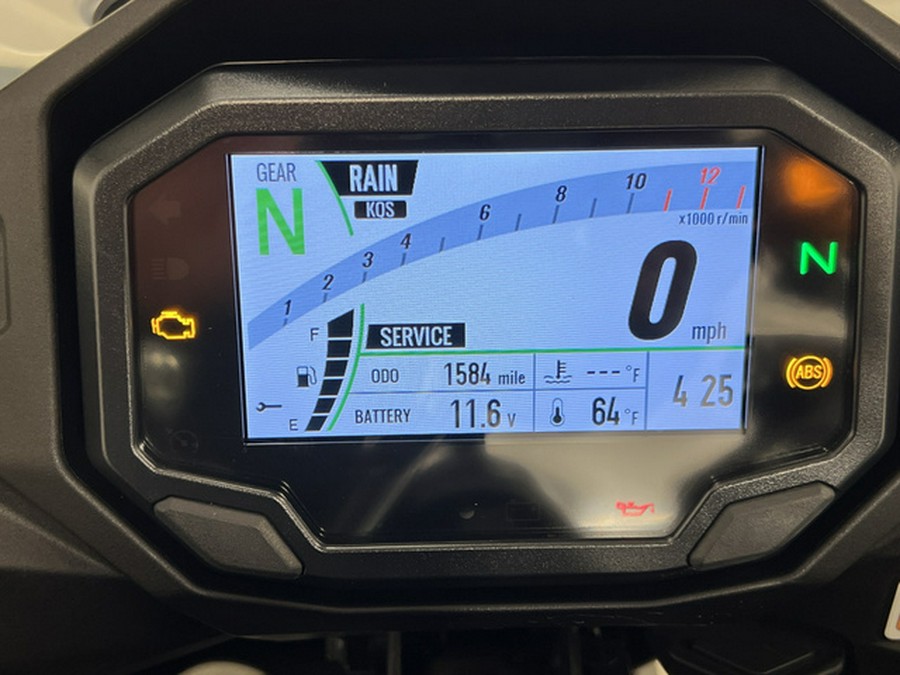 GEAR
N
RAIN
KOS
1 2 3 4 6 8 10 12
x1000 r/min
N
0 mph
F
SERVICE
ODO 1584 mile --- °F
ABS
4 25
E
BATTERY 11.6 V 64 °F